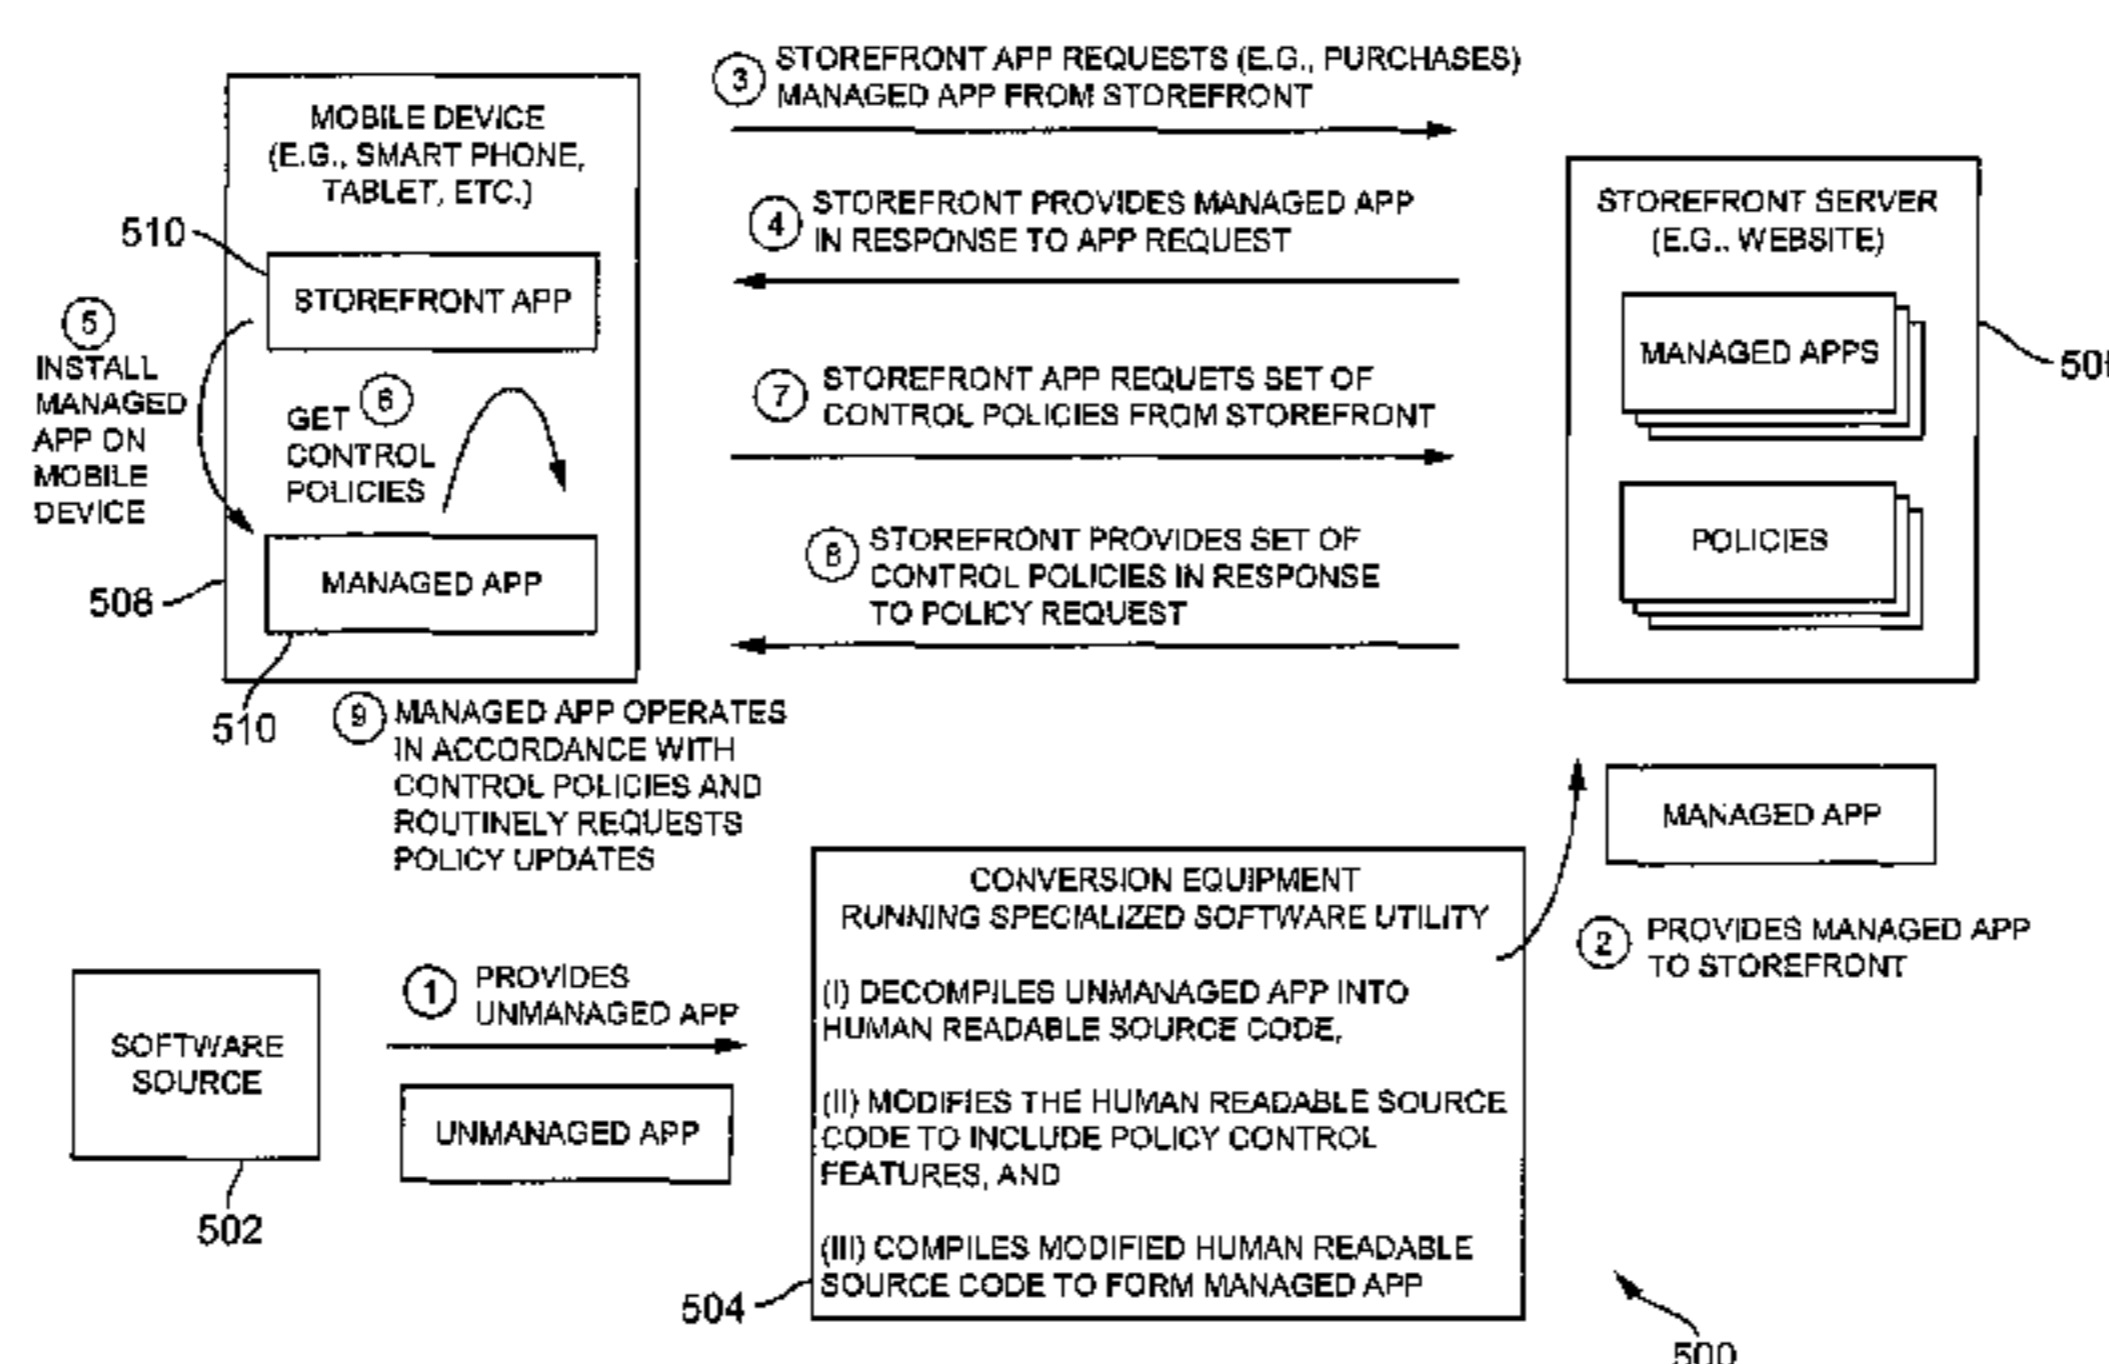 3
STOREFRONT APP REQUESTS (E.G., PURCHASES)
MANAGED APP FROM STOREFRONT
MOBILE DEVICE
(E.G., SMART PHONE,
TABLET, ETC.)
4
STOREFRONT PROVIDES MANAGED APP
IN RESPONSE TO APP REQUEST
STOREFRONT SERVER
(E.G., WEBSITE)
510
STOREFRONT APP
5
INSTALL
MANAGED
APP ON
MOBILE
DEVICE
6
GET
CONTROL
POLICIES
7
STOREFRONT APP REQUETS SET OF
CONTROL POLICIES FROM STOREFRONT
MANAGED APPS
8
STOREFRONT PROVIDES SET OF
CONTROL POLICIES IN RESPONSE
TO POLICY REQUEST
POLICIES
MANAGED APP
508
510
9
MANAGED APP OPERATES
IN ACCORDANCE WITH
CONTROL POLICIES AND
ROUTINELY REQUESTS
POLICY UPDATES
MANAGED APP
2
PROVIDES MANAGED APP
TO STOREFRONT
CONVERSION EQUIPMENT
RUNNING SPECIALIZED SOFTWARE UTILITY
(I) DECOMPILES UNMANAGED APP INTO
HUMAN READABLE SOURCE CODE,
(II) MODIFIES THE HUMAN READABLE SOURCE
CODE TO INCLUDE POLICY CONTROL
FEATURES, AND
(III) COMPILES MODIFIED HUMAN READABLE
SOURCE CODE TO FORM MANAGED APP
504
SOFTWARE
SOURCE
502
1
PROVIDES
UNMANAGED APP
UNMANAGED APP
500